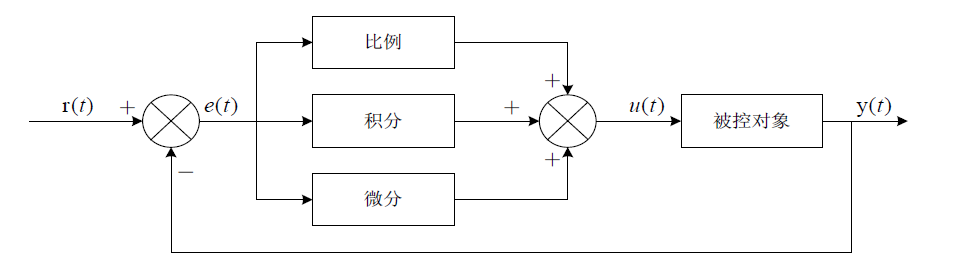 比例
+
r(t) + e(t) 积分 + u(t) 被控对象 y(t)
+
−
微分